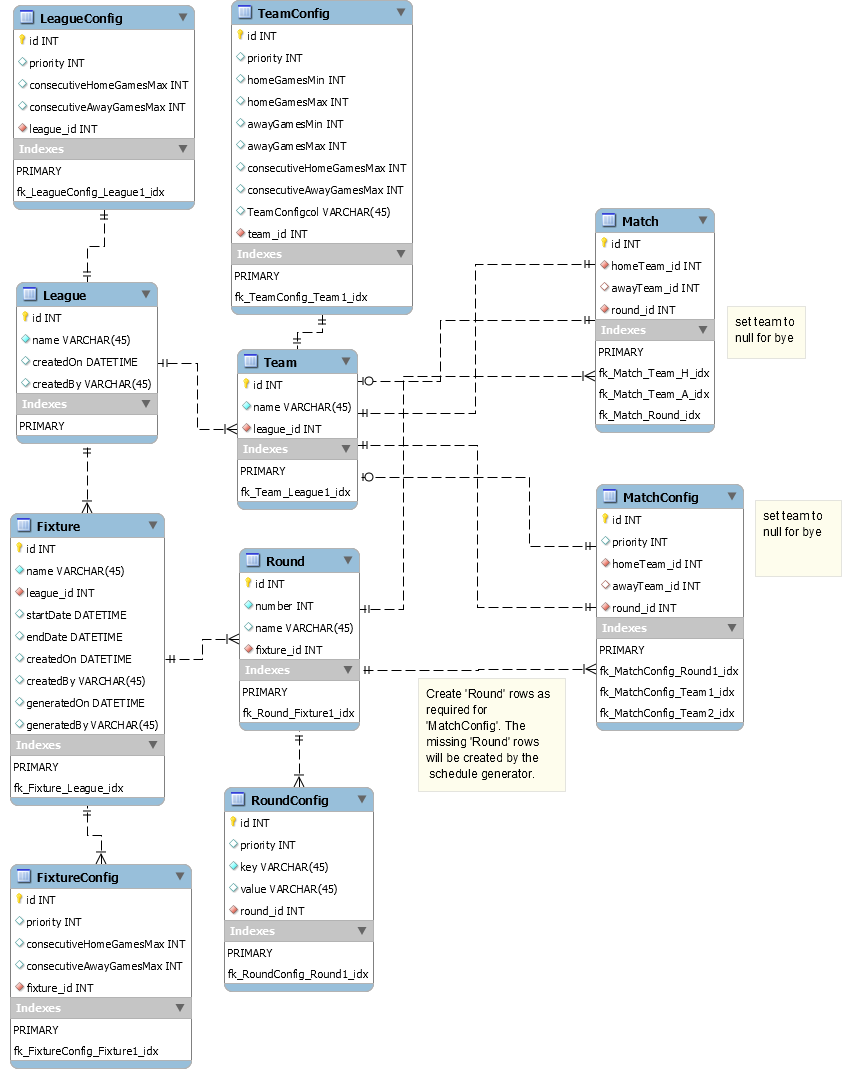 LeagueConfig
id INT
priority INT
consecutiveHomeGamesMax INT
consecutiveAwayGamesMax INT
league_id INT
Indexes
PRIMARY
fk_LeagueConfig_League1_idx
TeamConfig
id INT
priority INT
homeGamesMin INT
homeGamesMax INT
awayGamesMin INT
awayGamesMax INT
consecutiveHomeGamesMax INT
consecutiveAwayGamesMax INT
TeamConfigcol VARCHAR(45)
team_id INT
Indexes
PRIMARY
fk_TeamConfig_Team1_idx
Match
id INT
homeTeam_id INT
awayTeam_id INT
round_id INT
Indexes
PRIMARY
fk_Match_Team_H_idx
fk_Match_Team_A_idx
fk_Match_Round_idx
set team to
null for bye
League
id INT
name VARCHAR(45)
createdOn DATETIME
createdBy VARCHAR(45)
Indexes
PRIMARY
Team
id INT
name VARCHAR(45)
league_id INT
Indexes
PRIMARY
fk_Team_League1_idx
MatchConfig
id INT
priority INT
homeTeam_id INT
awayTeam_id INT
round_id INT
Indexes
PRIMARY
fk_MatchConfig_Round1_idx
fk_MatchConfig_Team1_idx
fk_MatchConfig_Team2_idx
set team to
null for bye
Fixture
id INT
name VARCHAR(45)
league_id INT
startDate DATETIME
endDate DATETIME
createdOn DATETIME
createdBy VARCHAR(45)
generatedOn DATETIME
generatedBy VARCHAR(45)
Indexes
PRIMARY
fk_Fixture_League_idx
Round
id INT
number INT
name VARCHAR(45)
fixture_id INT
Indexes
PRIMARY
fk_Round_Fixture1_idx
Create 'Round' rows as
required for
'MatchConfig'. The
missing 'Round' rows
will be created by the
schedule generator.
RoundConfig
id INT
priority INT
key VARCHAR(45)
value VARCHAR(45)
round_id INT
Indexes
PRIMARY
fk_RoundConfig_Round1_idx
FixtureConfig
id INT
priority INT
consecutiveHomeGamesMax INT
consecutiveAwayGamesMax INT
fixture_id INT
Indexes
PRIMARY
fk_FixtureConfig_Fixture1_idx